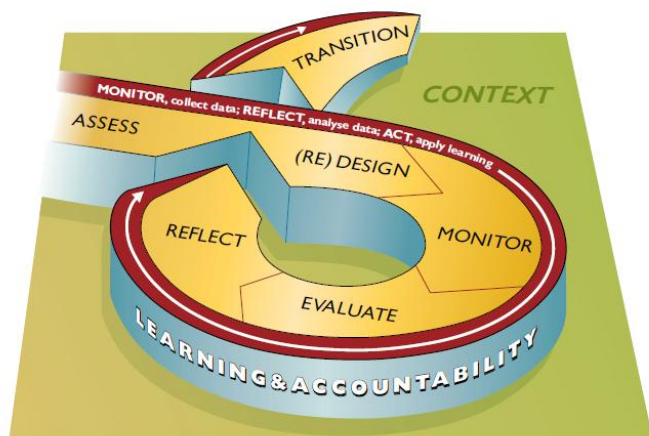 TRANSITION
CONTEXT
MONITOR, collect data; REFLECT, analyse data; ACT, apply learning
ASSESS
(RE) DESIGN
MONITOR
EVALUATE
REFLECT
LEARNING & ACCOUNTABILITY